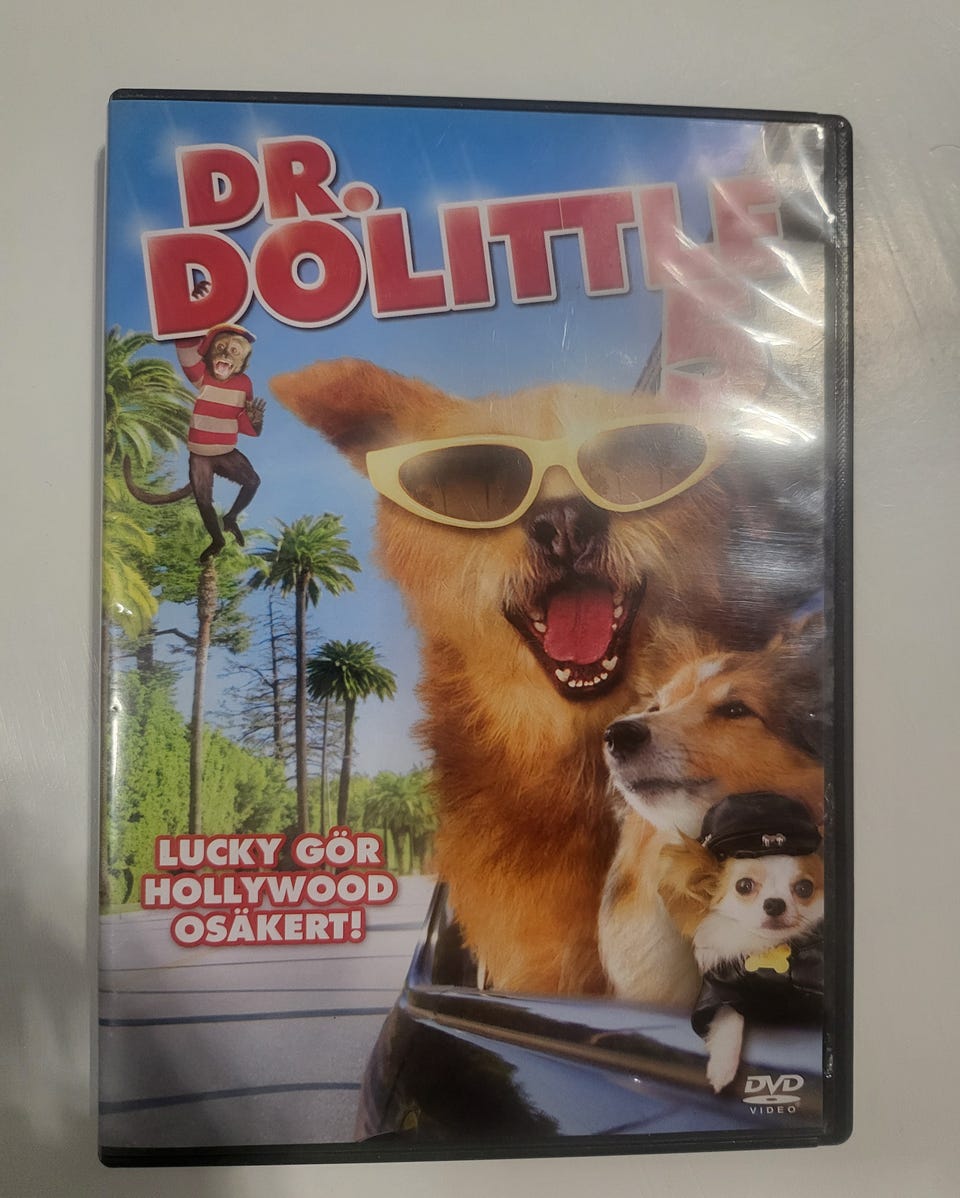 DR.
DOLITTLE
LUCKY GÖR
HOLLYWOOD
OSÄKERT!
DVD
VIDEO